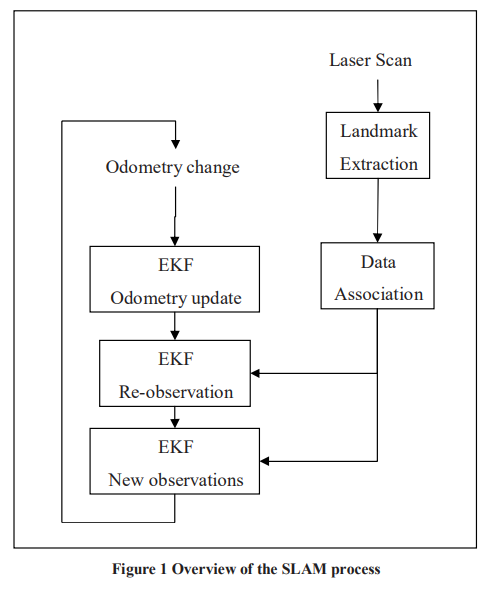 Laser Scan
Landmark
Extraction
Odometry change
EKF
Odometry update
Data
Association
EKF
Re-observation
EKF
New observations
Figure 1 Overview of the SLAM process